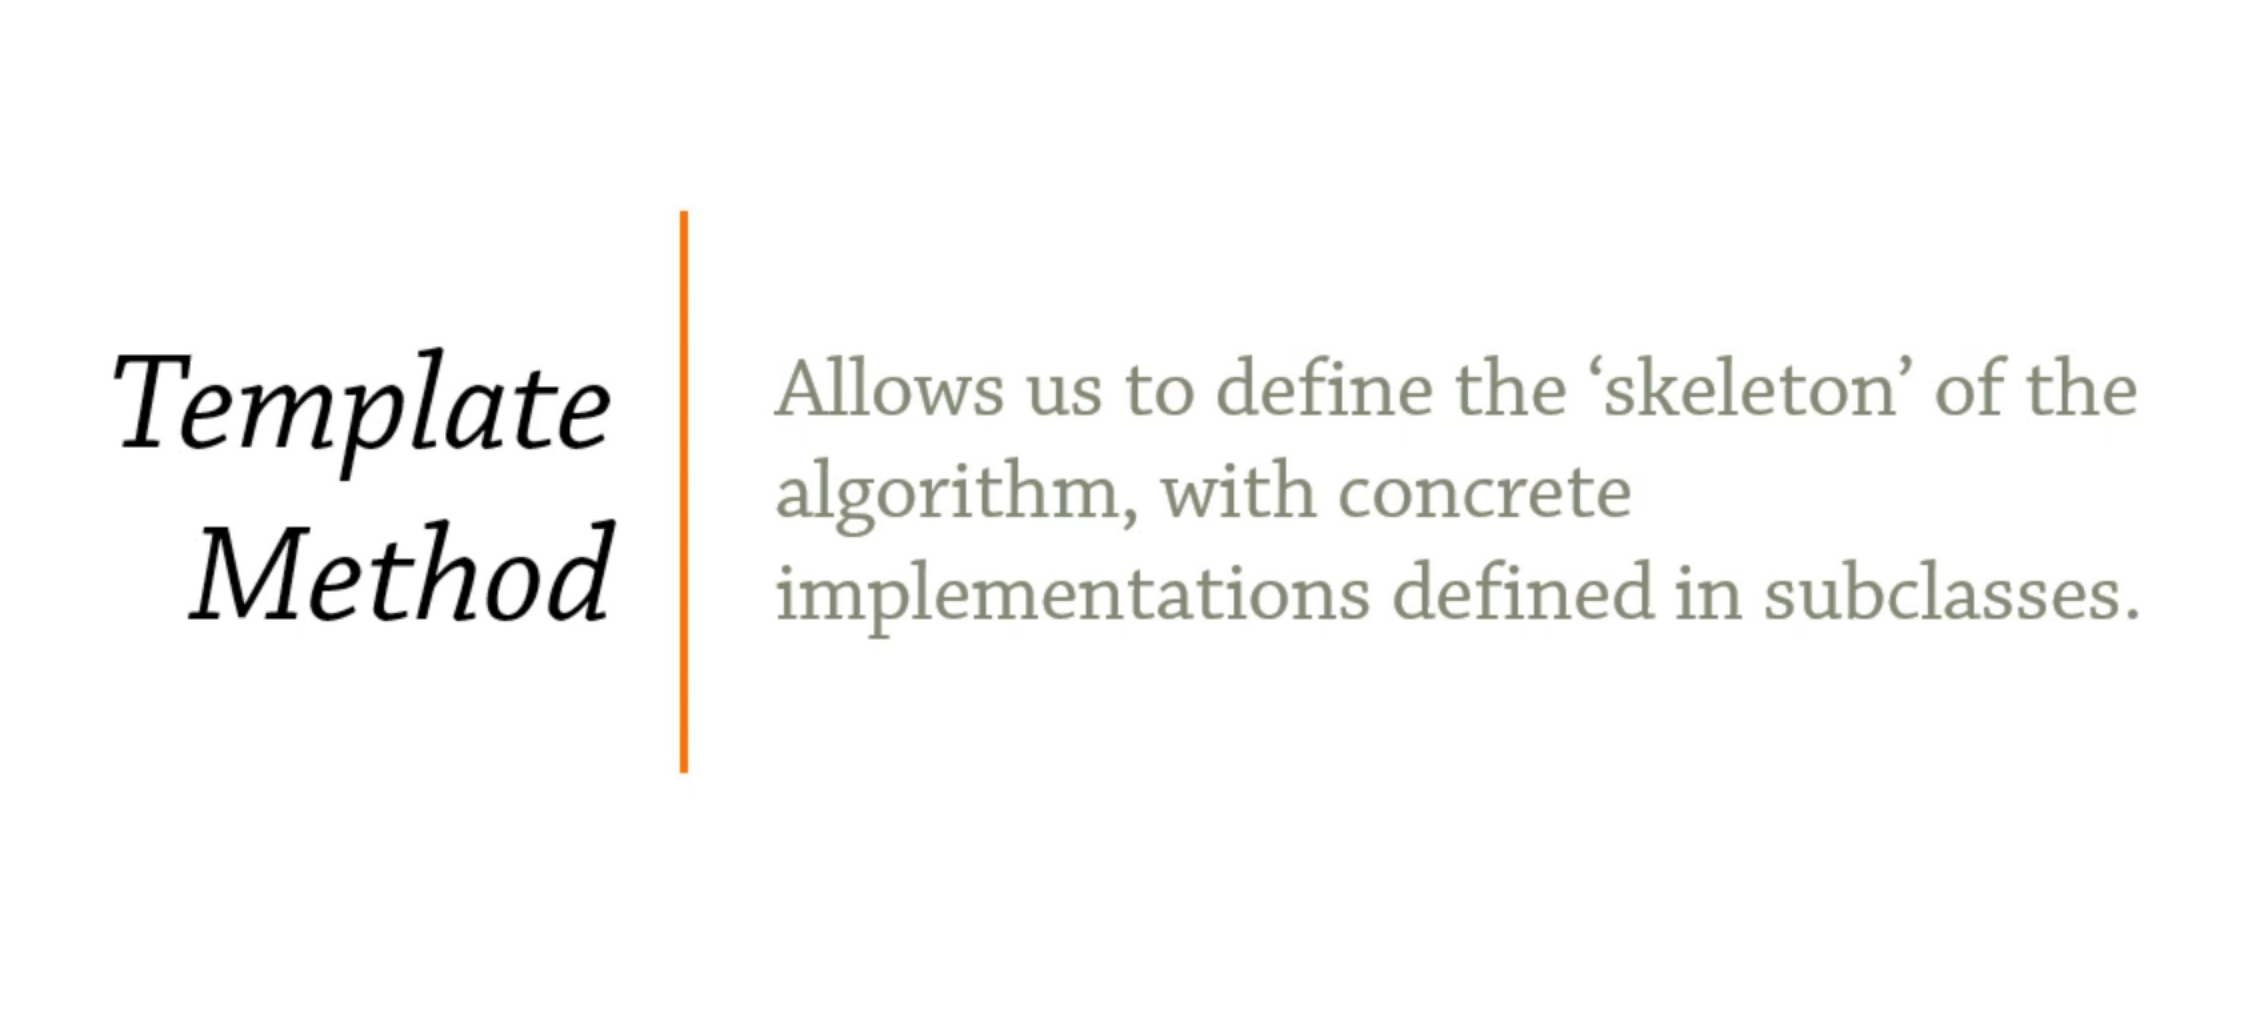 Template
Method
Allows us to define the ‘skeleton’ of the
algorithm, with concrete
implementations defined in subclasses.